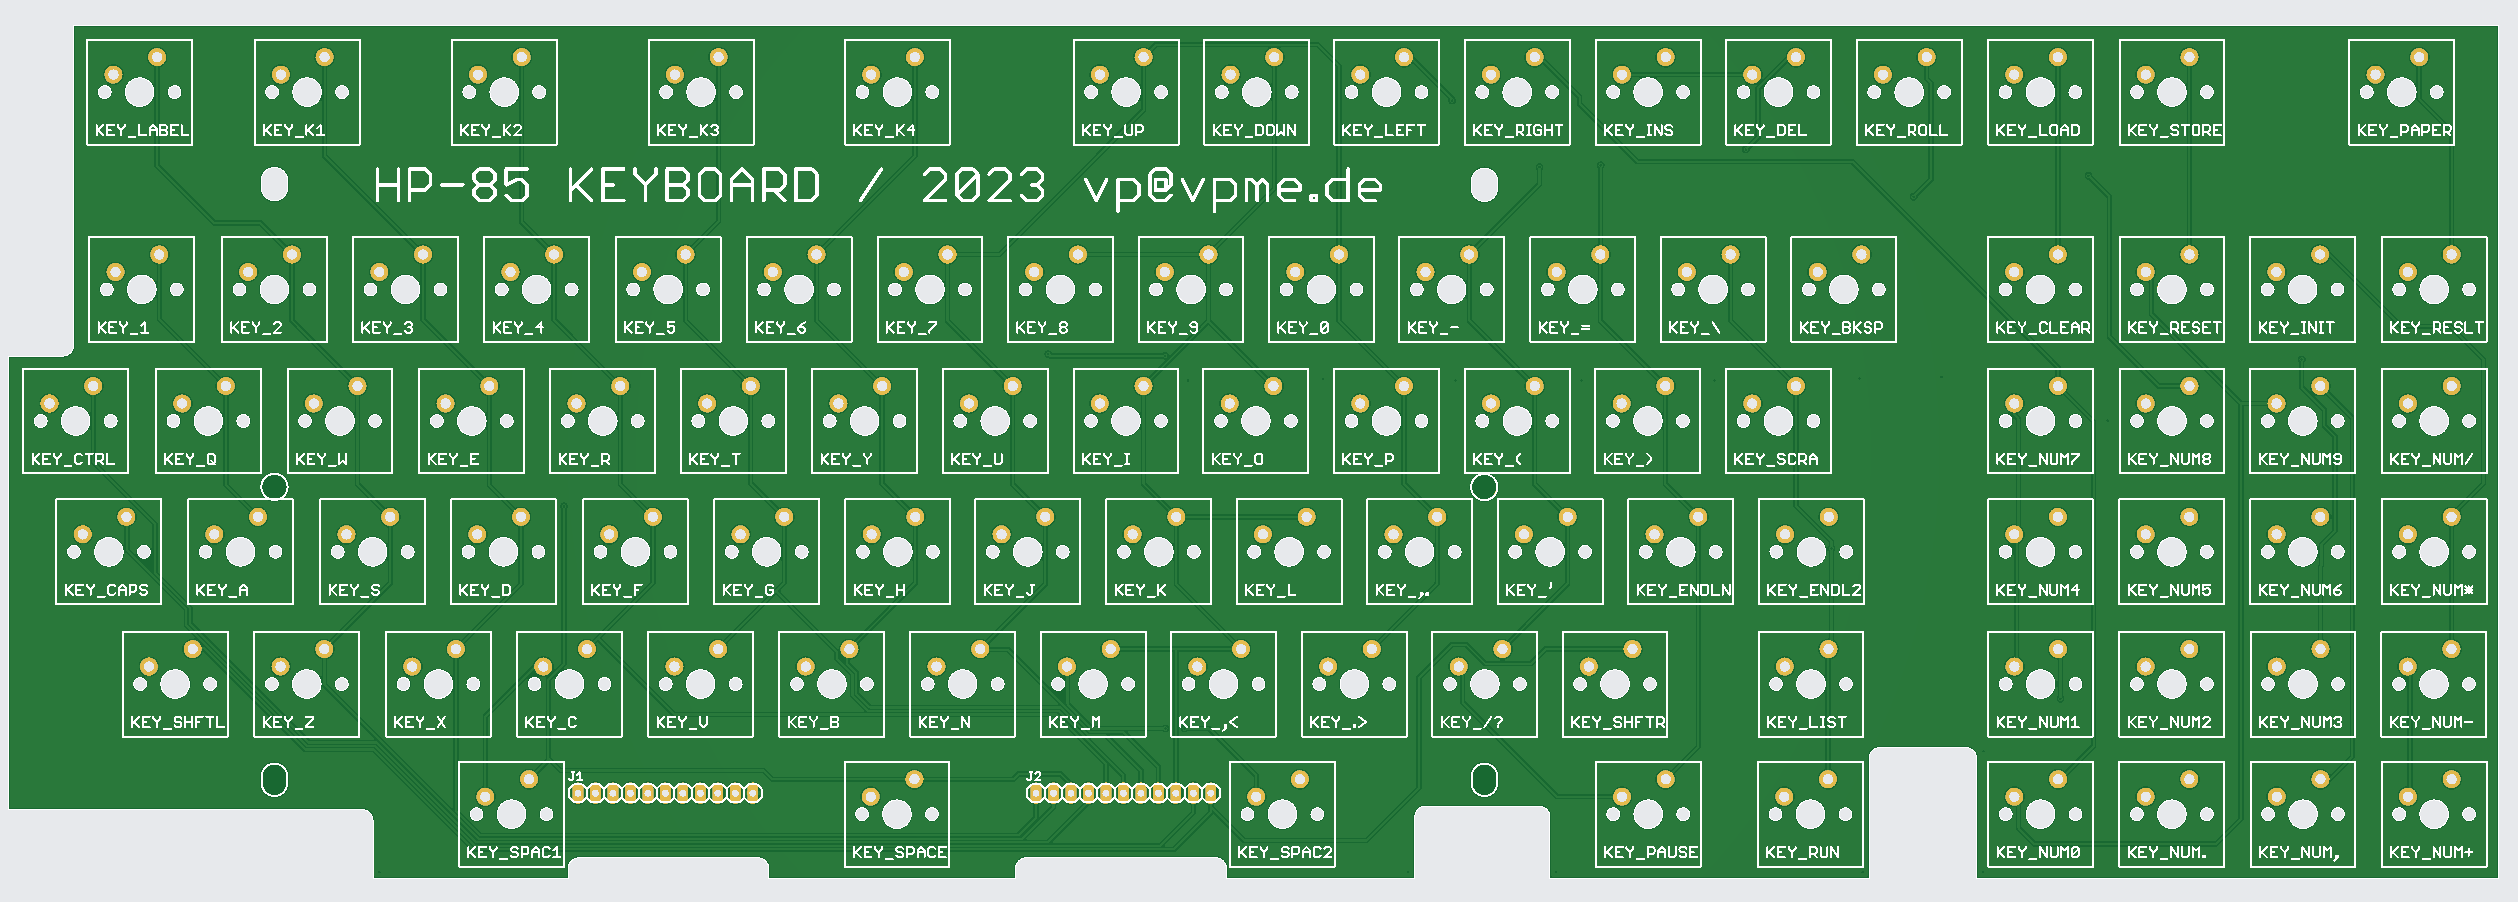 KEY_LABEL KEY_K1 KEY_K2 KEY_K3 KEY_K4 KEY_UP KEY_DOWN KEY_LEFT KEY_RIGHT KEY_INS KEY_DEL KEY_ROLL KEY_LOAD KEY_STORE KEY_PAPER
HP-85 KEYBOARD / 2023 vp@vpme.de
KEY_1 KEY_2 KEY_3 KEY_4 KEY_5 KEY_6 KEY_7 KEY_8 KEY_9 KEY_0 KEY_- KEY_= KEY_\ KEY_BKSP KEY_CLEAR KEY_RESET KEY_INIT KEY_RESLT
KEY_CTRL KEY_Q KEY_W KEY_E KEY_R KEY_T KEY_Y KEY_U KEY_I KEY_O KEY_P KEY_( KEY_) KEY_SCRA KEY_NUM7 KEY_NUM8 KEY_NUM9 KEY_NUM/
KEY_CAPS KEY_A KEY_S KEY_D KEY_F KEY_G KEY_H KEY_J KEY_K KEY_L KEY_,. KEY_' KEY_ENDLN KEY_ENDL2 KEY_NUM4 KEY_NUM5 KEY_NUM6 KEY_NUM*
KEY_SHFTL KEY_Z KEY_X KEY_C KEY_V KEY_B KEY_N KEY_M KEY_,< KEY_.> KEY_/? KEY_SHFTR KEY_LIST KEY_NUM1 KEY_NUM2 KEY_NUM3 KEY_NUM-
J1 J2
KEY_SPAC1 KEY_SPACE KEY_SPAC2 KEY_PAUSE KEY_RUN KEY_NUM0 KEY_NUM. KEY_NUM, KEY_NUM+